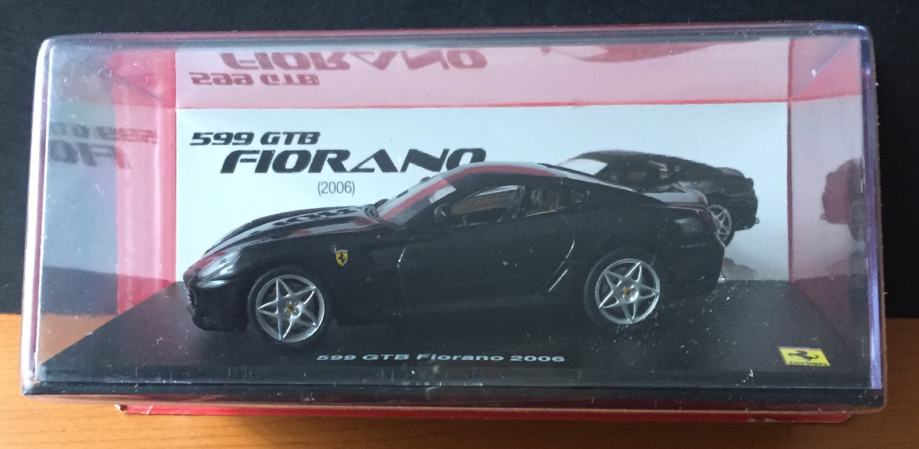 599 GTB
FIORANO
(2006)
599 GTB Fiorano 2006